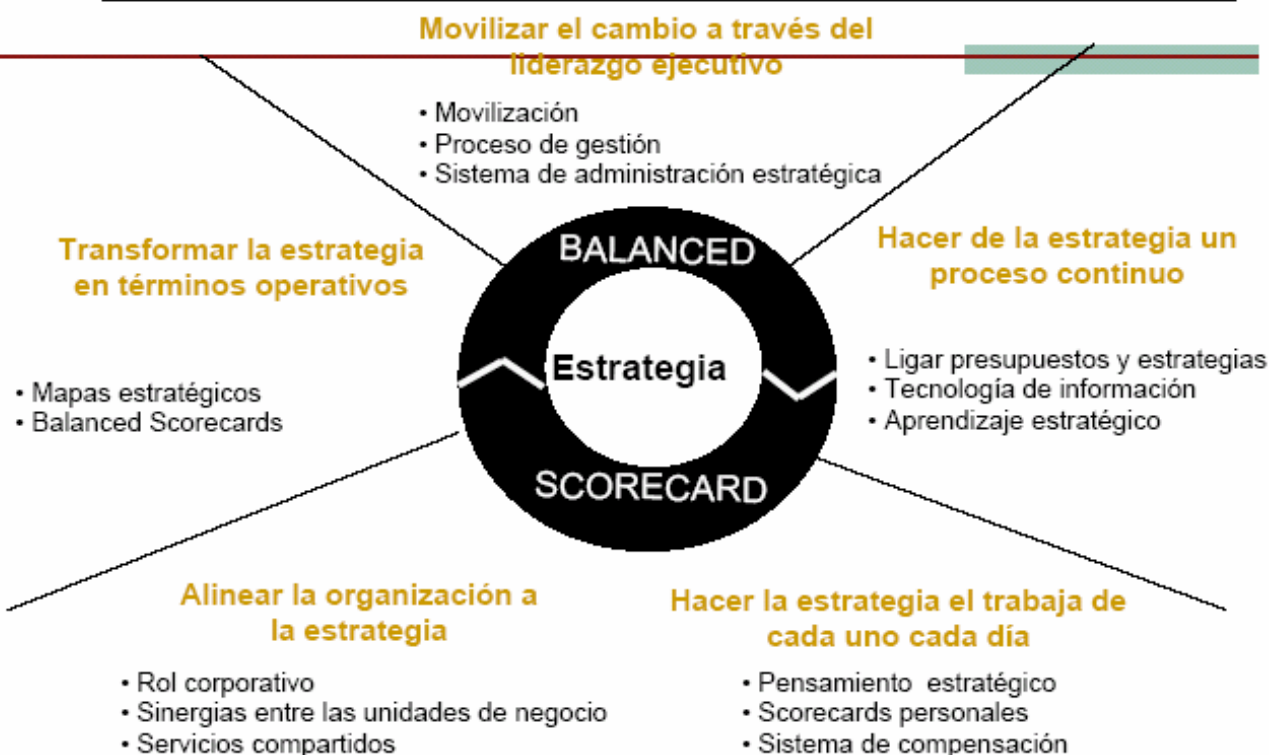 Movilizar el cambio a través del
liderazgo ejecutivo
• Movilización
• Proceso de gestión
• Sistema de administración estratégica
Transformar la estrategia
en términos operativos
• Mapas estratégicos
• Balanced Scorecards
BALANCED
Estrategia
SCORECARD
Hacer de la estrategia un
proceso continuo
• Ligar presupuestos y estrategias
• Tecnología de información
• Aprendizaje estratégico
Alinear la organización a
la estrategia
• Rol corporativo
• Sinergias entre las unidades de negocio
• Servicios compartidos
Hacer la estrategia el trabaja de
cada uno cada día
• Pensamiento estratégico
• Scorecards personales
• Sistema de compensación